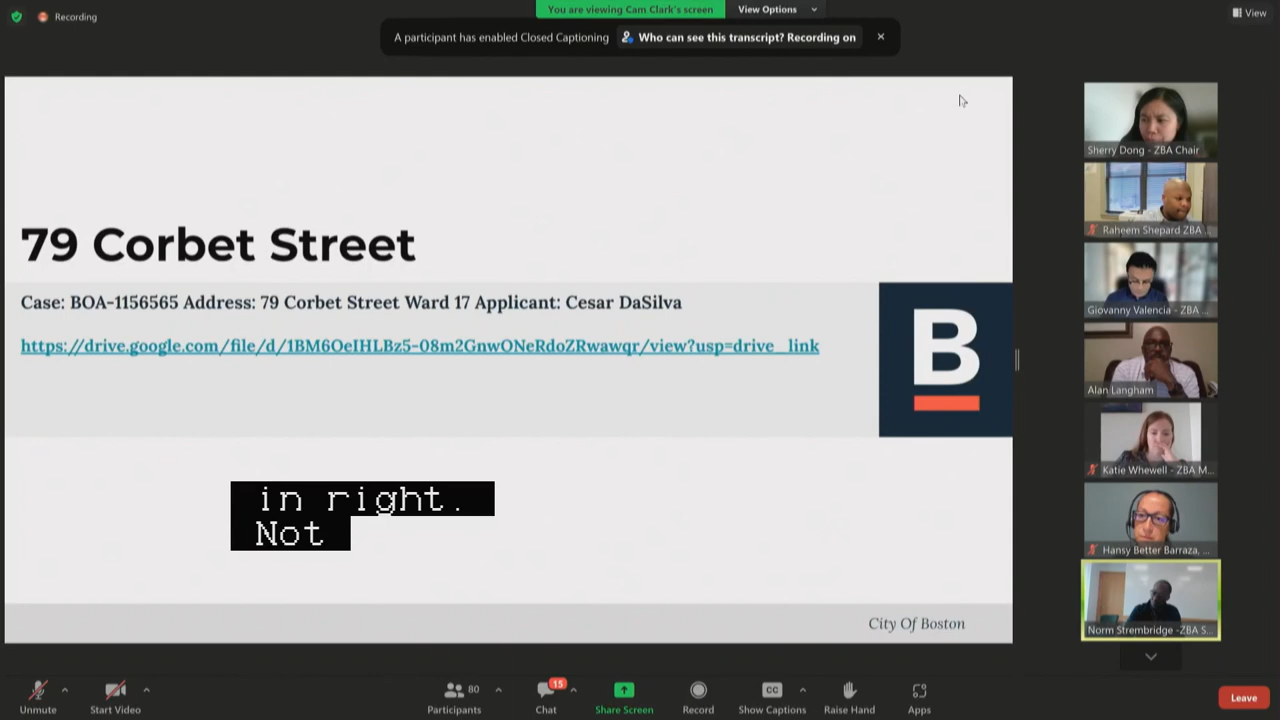 Recording
You are viewing Cam Clark's screen
View Options
View
A participant has enabled Closed Captioning
Who can see this transcript? Recording on
79 Corbet Street
Case: BOA-1156565 Address: 79 Corbet Street Ward 17 Applicant: Cesar DaSilva
https://drive.google.com/file/d/1BM6OeIHLBz5-08m2GnwONeRdoZRwawqr/view?usp=drive_link
B
in right.
Not
City Of Boston
Sherry Dong - ZBA Chair
Raheem Shepard ZBA ...
Giovanny Valencia - ZBA ...
Alan Langham
Katie Whewell - ZBA M...
Hansy Better Barraza, ...
Norm Strembridge -ZBA S...
Unmute
Start Video
80
Participants
15
Chat
Share Screen
Record
CC
Show Captions
Raise Hand
Apps
Leave